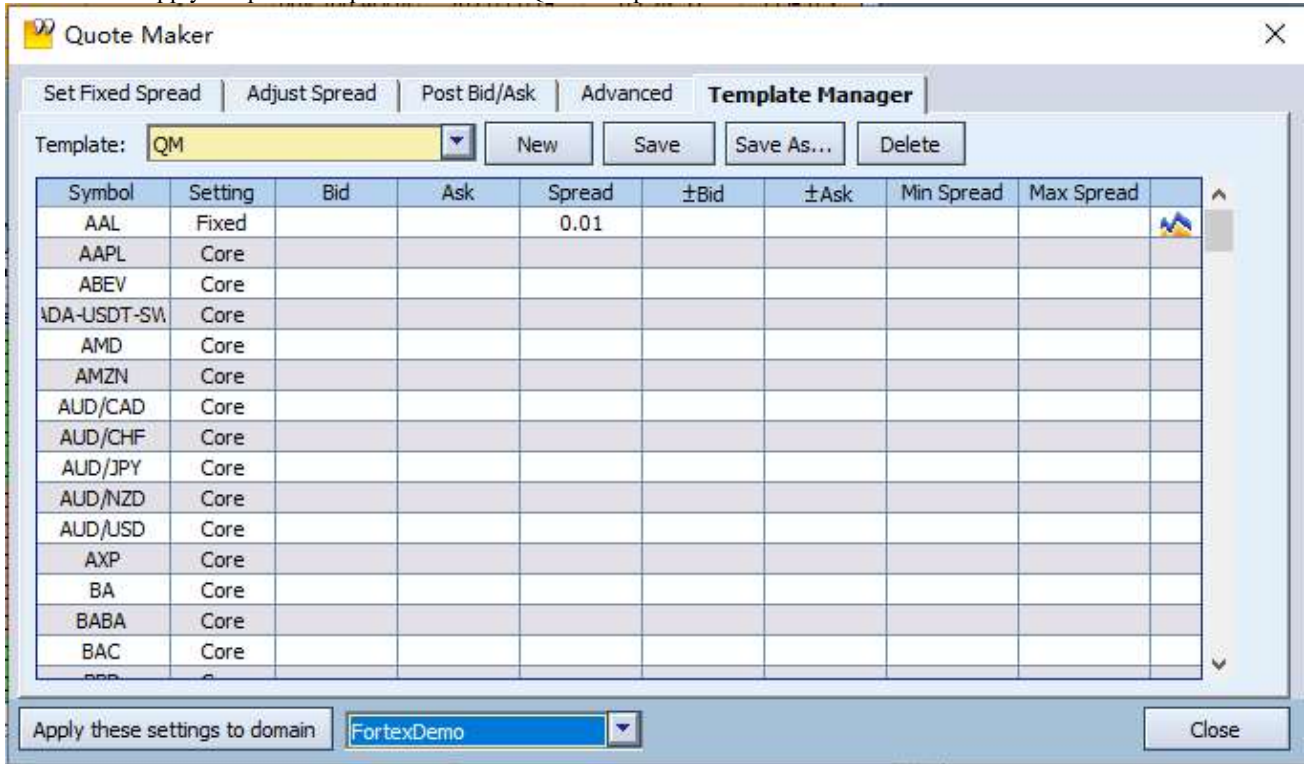 Quote Maker
Set Fixed Spread Adjust Spread Post Bid/Ask Advanced Template Manager
Template: QM New Save Save As... Delete
Symbol Setting Bid Ask Spread ±Bid ±Ask Min Spread Max Spread
AAL Fixed 0.01
AAPL Core
ABEV Core
ADA-USDT-SW Core
AMD Core
AMZN Core
AUD/CAD Core
AUD/CHF Core
AUD/JPY Core
AUD/NZD Core
AUD/USD Core
AXP Core
BA Core
BABA Core
BAC Core
Apply these settings to domain FortexDemo Close